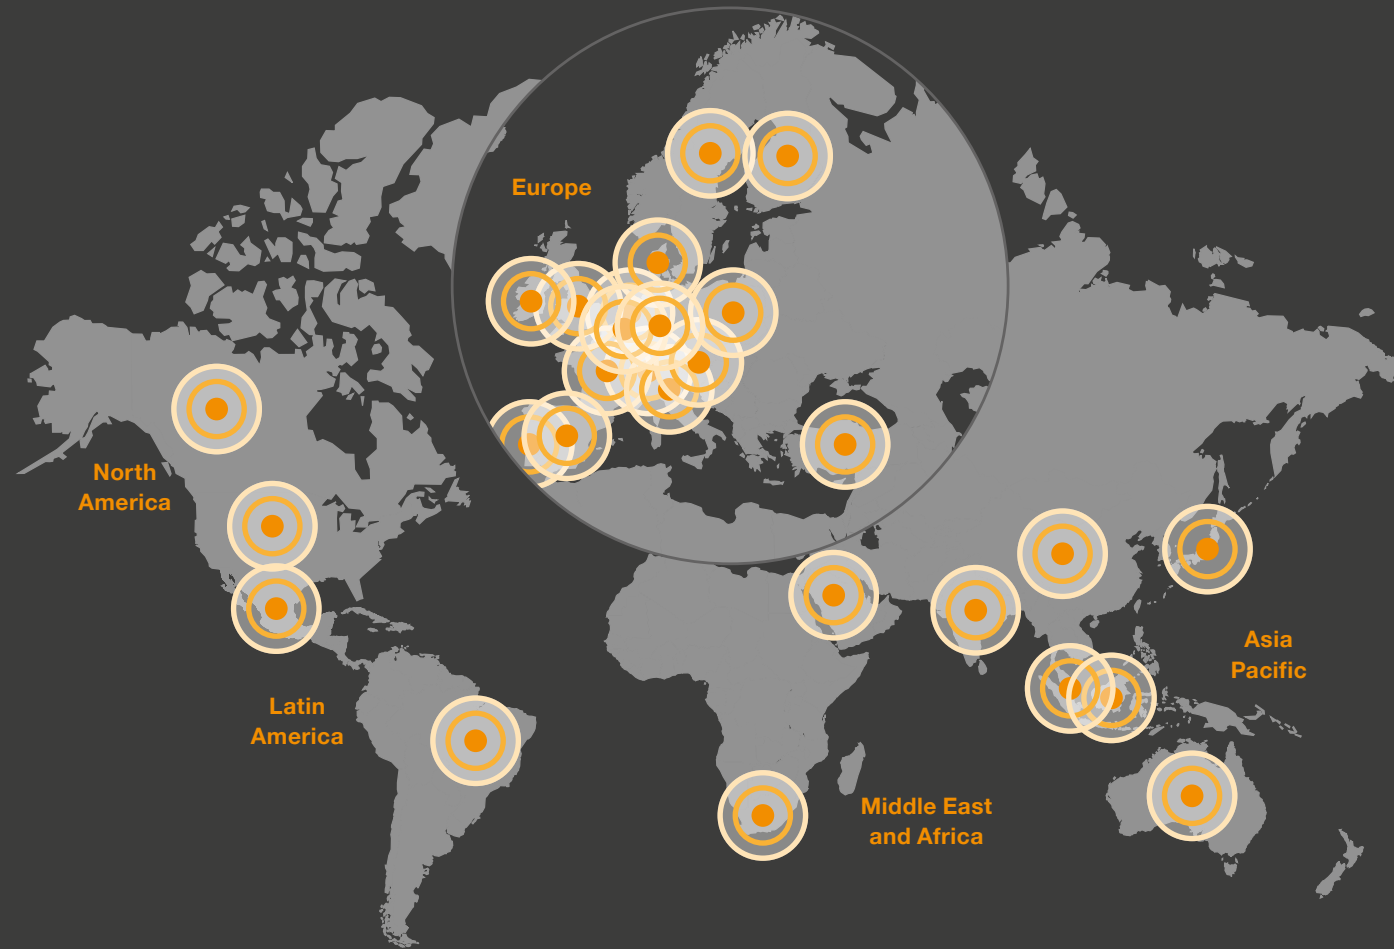 Europe
North
America
Latin
America
Middle East
and Africa
Asia
Pacific